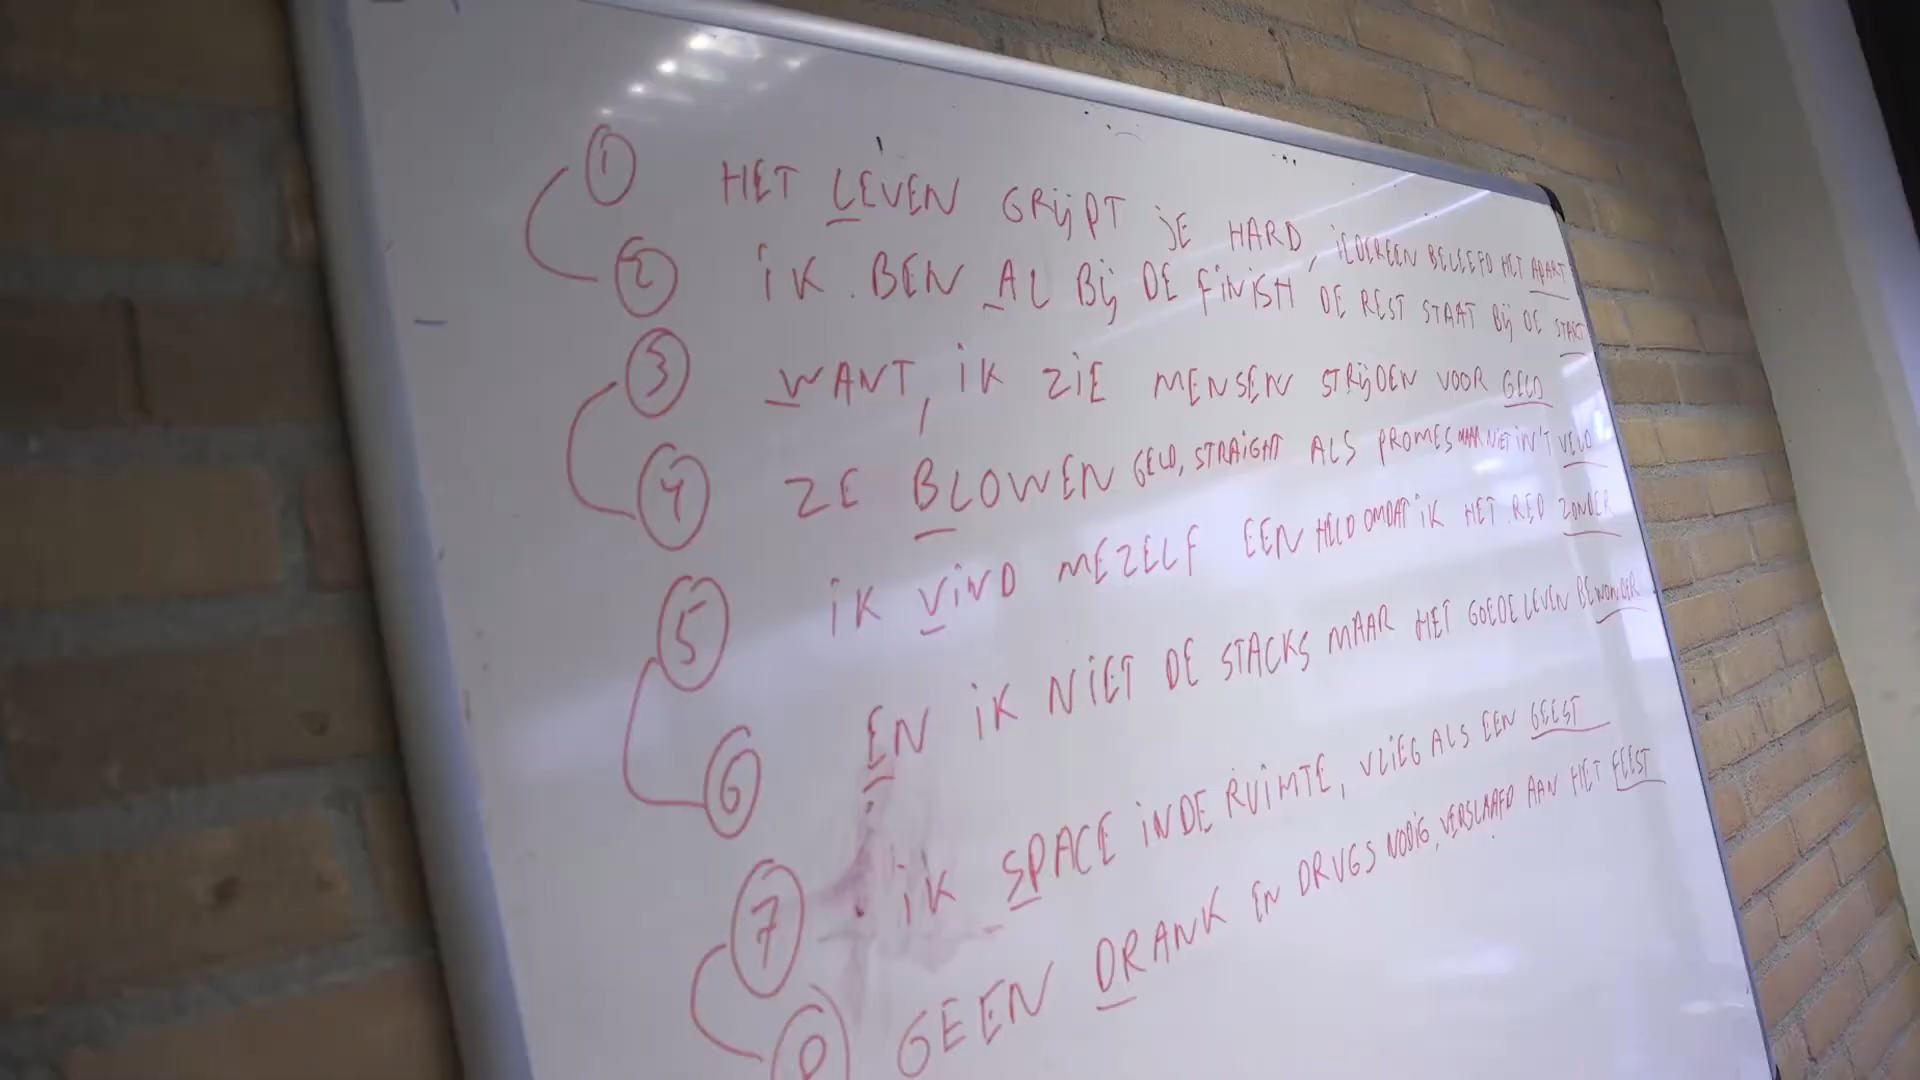 1 HET LEVEN GRIJPT JE HARD, IEDEREEN BELEEFD HET APART
2 IK BEN AL BIJ DE FINISH DE REST STAAT BIJ DE START
3 WANT, IK ZIE MENSEN STRIJDEN VOOR GELD
4 ZE BLOWEN GELD, STRAIGHT ALS PROMES MAAR NIET IN'T VELD
5 IK VIND MEZELF EEN HELD OMDAT IK HET RED ZONDER
6 EN IK NIET DE STACKS MAAR HET GOEDE LEVEN BEWONDER
7 IK SPACE IN DE RUIMTE, VLIEG ALS EEN GEEST
8 GEEN DRANK EN DRUGS NODIG, VERSLAAFD AAN HET FEEST